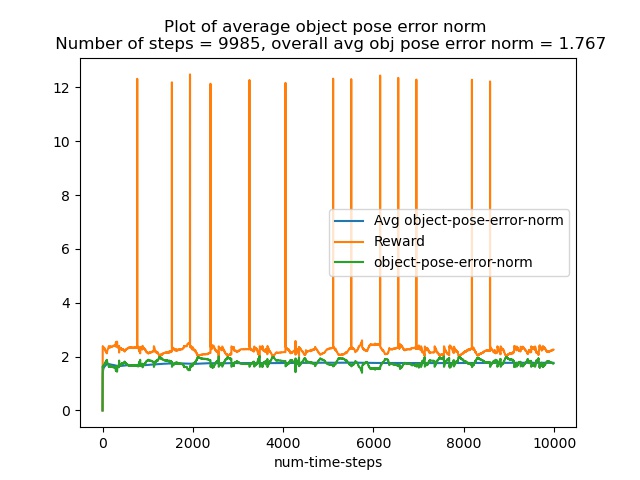 Plot of average object pose error norm
Number of steps = 9985, overall avg obj pose error norm = 1.767
12
10
8
6
4
2
0
Avg object-pose-error-norm
Reward
object-pose-error-norm
0 2000 4000 6000 8000 10000
num-time-steps